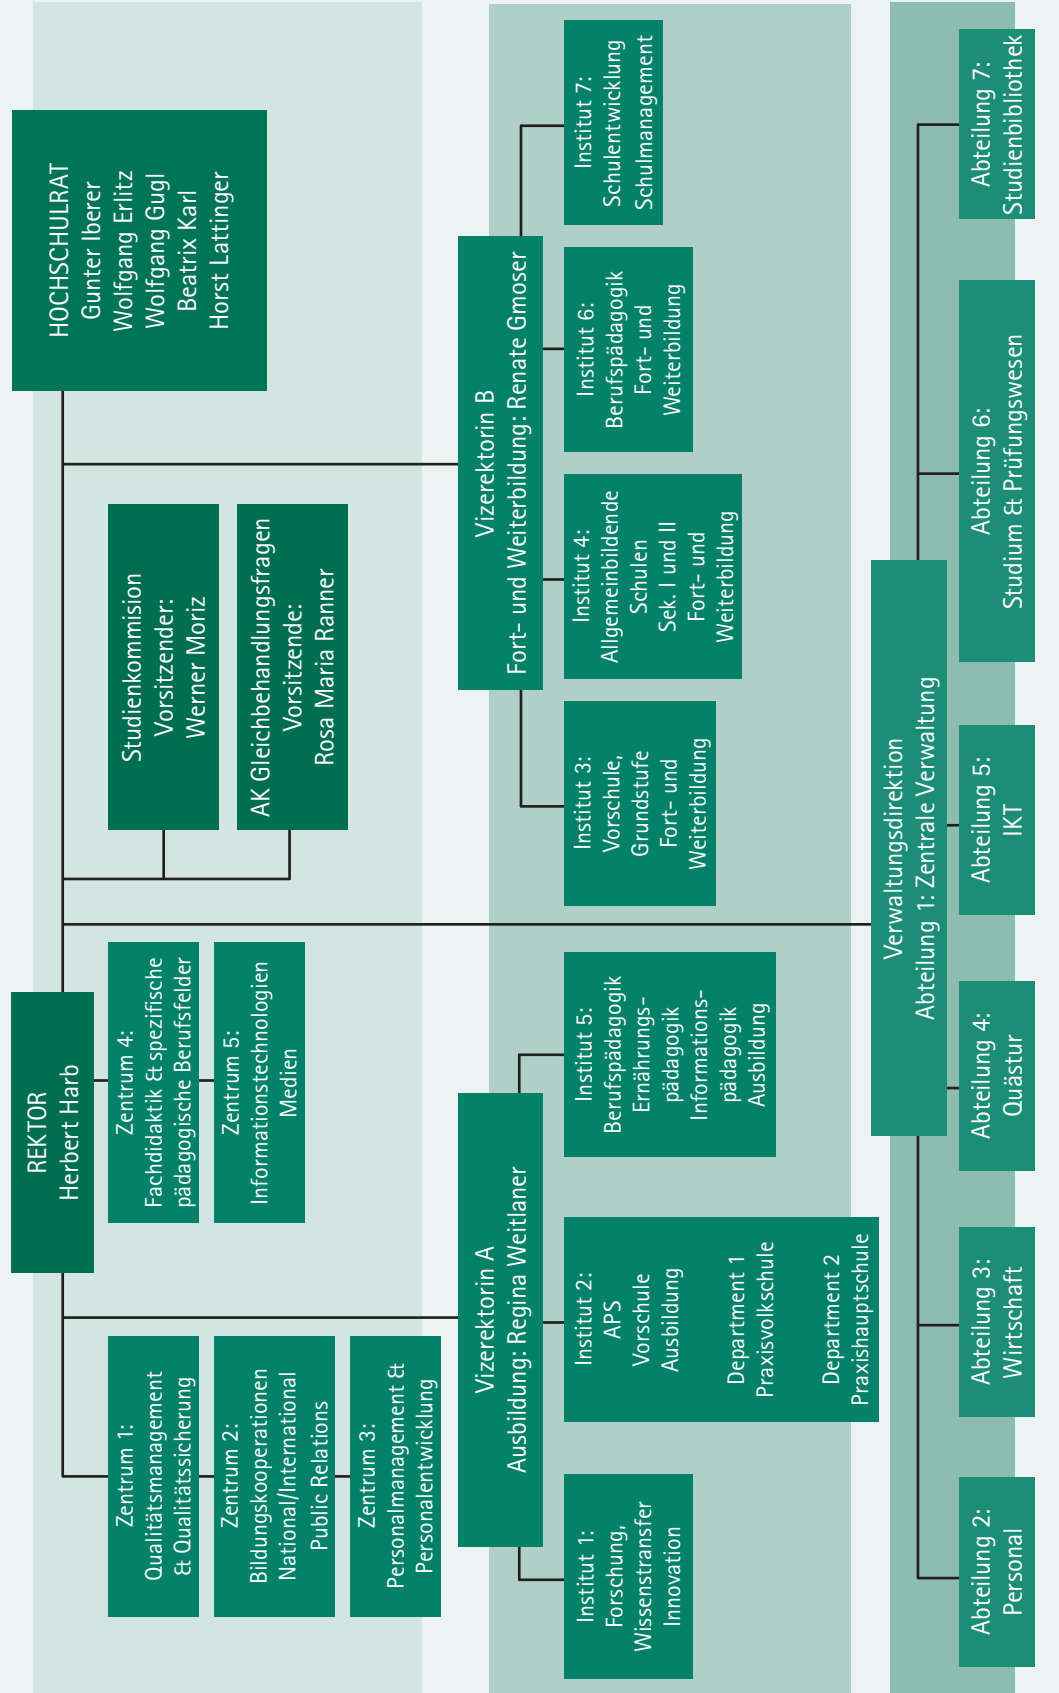 REKTOR
Herbert Harb
HOCHSCHULRAT
Gunter Iberer
Wolfgang Erlitz
Wolfgang Gugl
Beatrix Karl
Horst Lattinger
Zentrum 1:
Qualitätsmanagement
& Qualitätssicherung
Zentrum 2:
Bildungskooperationen
National/International
Public Relations
Zentrum 3:
Personalmanagement &
Personalentwicklung
Zentrum 4:
Fachdidaktik & spezifische
pädagogische Berufsfelder
Zentrum 5:
Informationstechnologien
Medien
Studienkommision
Vorsitzender:
Werner Moriz
AK Gleichbehandlungsfragen
Vorsitzende:
Rosa Maria Ranner
Vizerektorin A
Ausbildung: Regina Weitlaner
Vizerektorin B
Fort- und Weiterbildung: Renate Gmoser
Institut 1:
Forschung,
Wissenstransfer
Innovation
Institut 2:
APS
Vorschule
Ausbildung
Department 1
Praxisvolkschule
Department 2
Praxishauptschule
Institut 5:
Berufspädagogik
Ernährungs-
pädagogik
Informations-
pädagogik
Ausbildung
Institut 3:
Vorschule,
Grundstufe
Fort- und
Weiterbildung
Institut 4:
Allgemeinbildende
Schulen
Sek. I und II
Fort- und
Weiterbildung
Institut 6:
Berufspädagogik
Fort- und
Weiterbildung
Institut 7:
Schulentwicklung
Schulmanagement
Verwaltungsdirektion
Abteilung 1: Zentrale Verwaltung
Abteilung 2:
Personal
Abteilung 3:
Wirtschaft
Abteilung 4:
Quästur
Abteilung 5:
IKT
Abteilung 6:
Studium & Prüfungswesen
Abteilung 7:
Studienbibliothek